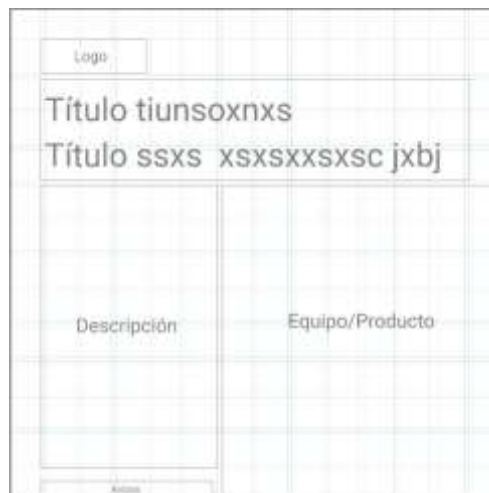 Logo
Título tiunsoxnxs
Título ssxs xsxsxxsxsc jxbj
Descripción
Equipo/Producto